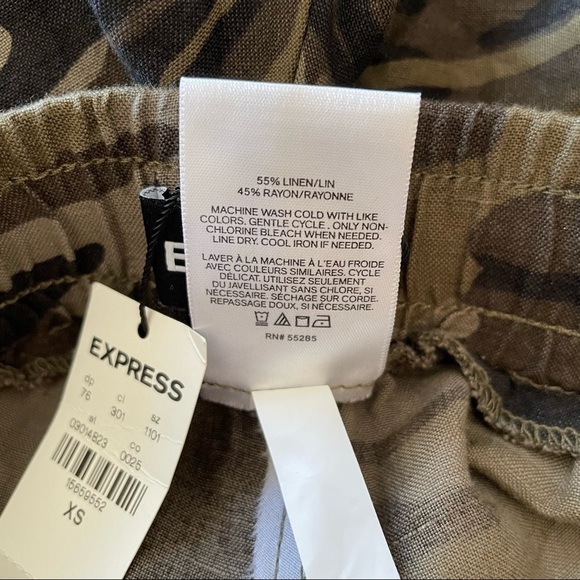 55% LINEN/LIN
45% RAYON/RAYONNE
MACHINE WASH COLD WITH LIKE
COLORS. GENTLE CYCLE . ONLY NON-
CHLORINE BLEACH WHEN NEEDED.
LINE DRY. COOL IRON IF NEEDED.
LAVER À LA MACHINE À L'EAU FROIDE
AVEC COULEURS SIMILAIRES. CYCLE
DÉLICAT. UTILISER SEULEMENT
DU JAVELLISANT SANS CHLORE, SI
NÉCESSAIRE. SÉCHAGE SUR CORDE.
REPASSAGE DOUX, SI NÉCESSAIRE.
RN# 55285
E
EXPRESS
dp cl sz
76 301 1101
st co
03014823 0025
15659552
XS